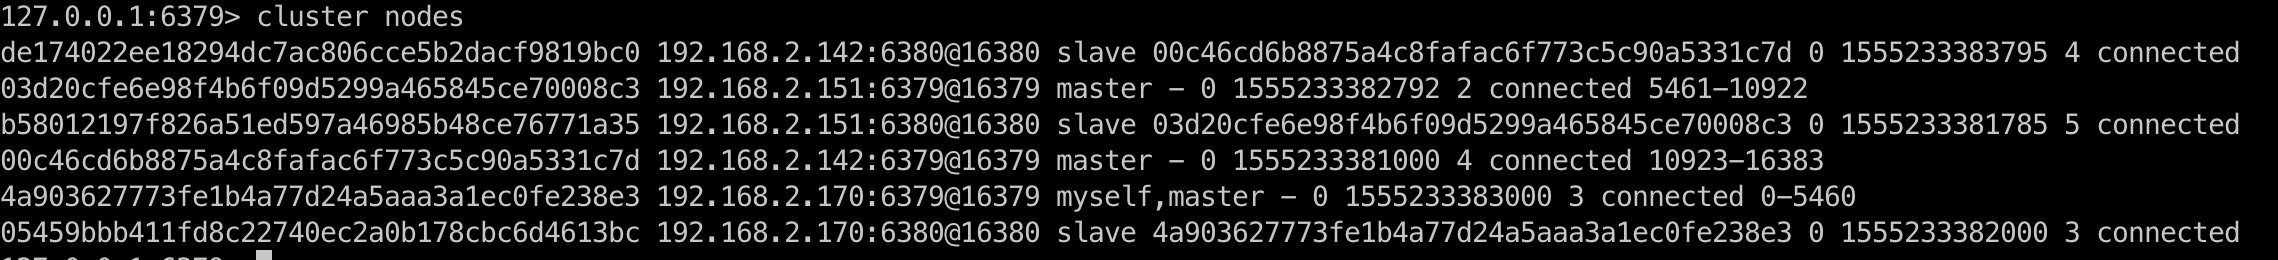 127.0.0.1:6379> cluster nodes
de174022ee18294dc7ac806cce5b2dacf9819bc0 192.168.2.142:6380@16380 slave 00c46cd6b8875a4c8fafac6f773c5c90a5331c7d 0 1555233383795 4 connected
03d20cfe6e98f4b6f09d5299a465845ce70008c3 192.168.2.151:6379@16379 master - 0 1555233382792 2 connected 5461-10922
b58012197f826a51ed597a46985b48ce76771a35 192.168.2.151:6380@16380 slave 03d20cfe6e98f4b6f09d5299a465845ce70008c3 0 1555233381785 5 connected
00c46cd6b8875a4c8fafac6f773c5c90a5331c7d 192.168.2.142:6379@16379 master - 0 1555233381000 4 connected 10923-16383
4a903627773fe1b4a77d24a5aaa3a1ec0fe238e3 192.168.2.170:6379@16379 myself,master - 0 1555233383000 3 connected 0-5460
05459bbb411fd8c22740ec2a0b178cbc6d4613bc 192.168.2.170:6380@16380 slave 4a903627773fe1b4a77d24a5aaa3a1ec0fe238e3 0 1555233382000 3 connected